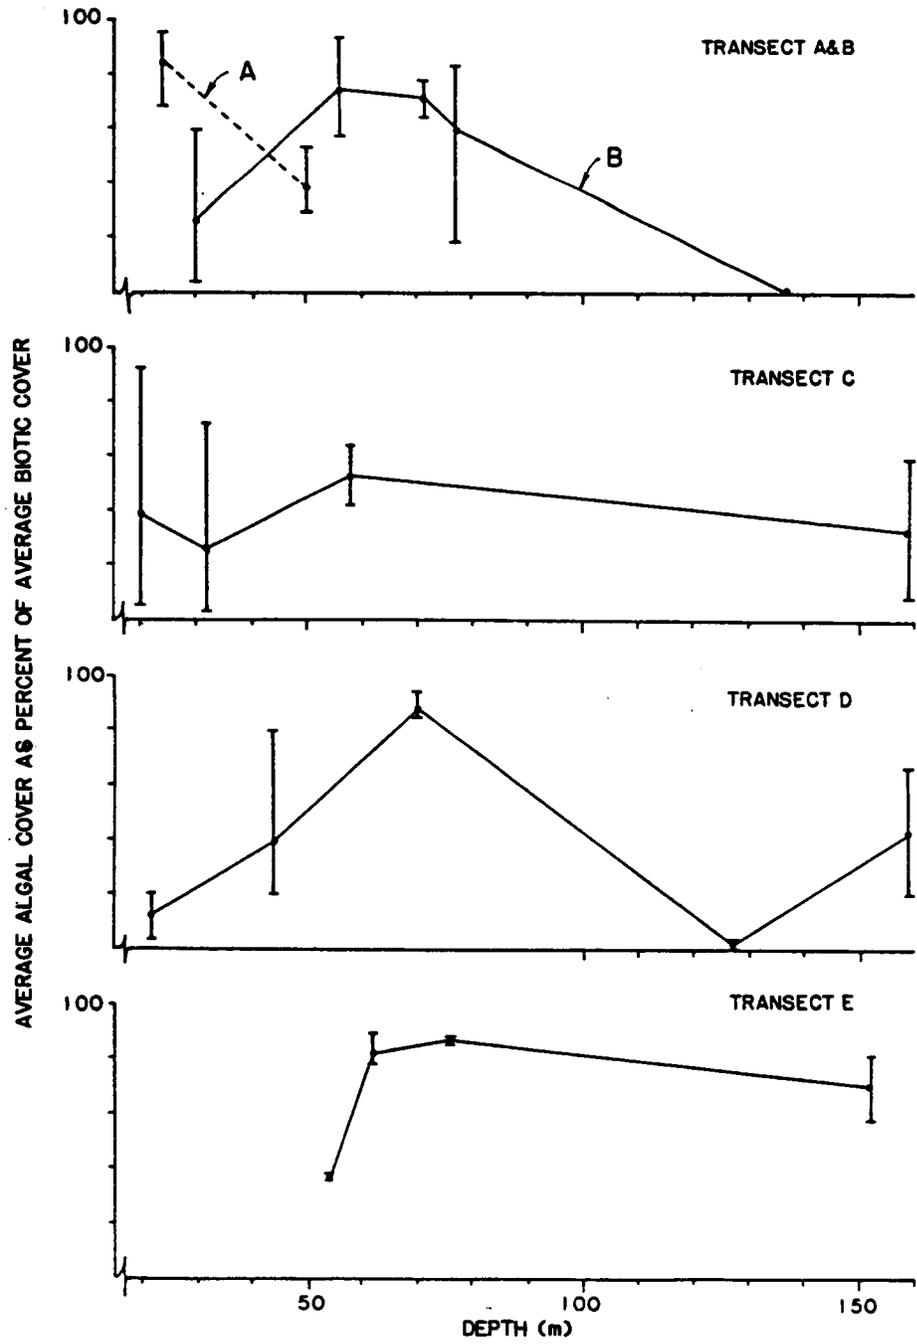 AVERAGE ALGAL COVER AS PERCENT OF AVERAGE BIOTIC COVER
100
TRANSECT A&B
A
B
100
TRANSECT C
100
TRANSECT D
100
TRANSECT E
50
100
150
DEPTH (m)